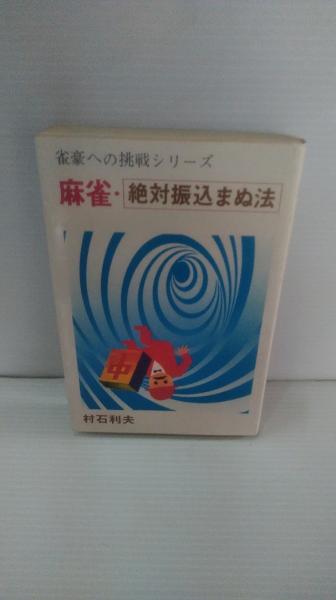 雀豪への挑戦シリーズ
麻雀・絶対振込まぬ法
中
村石利夫